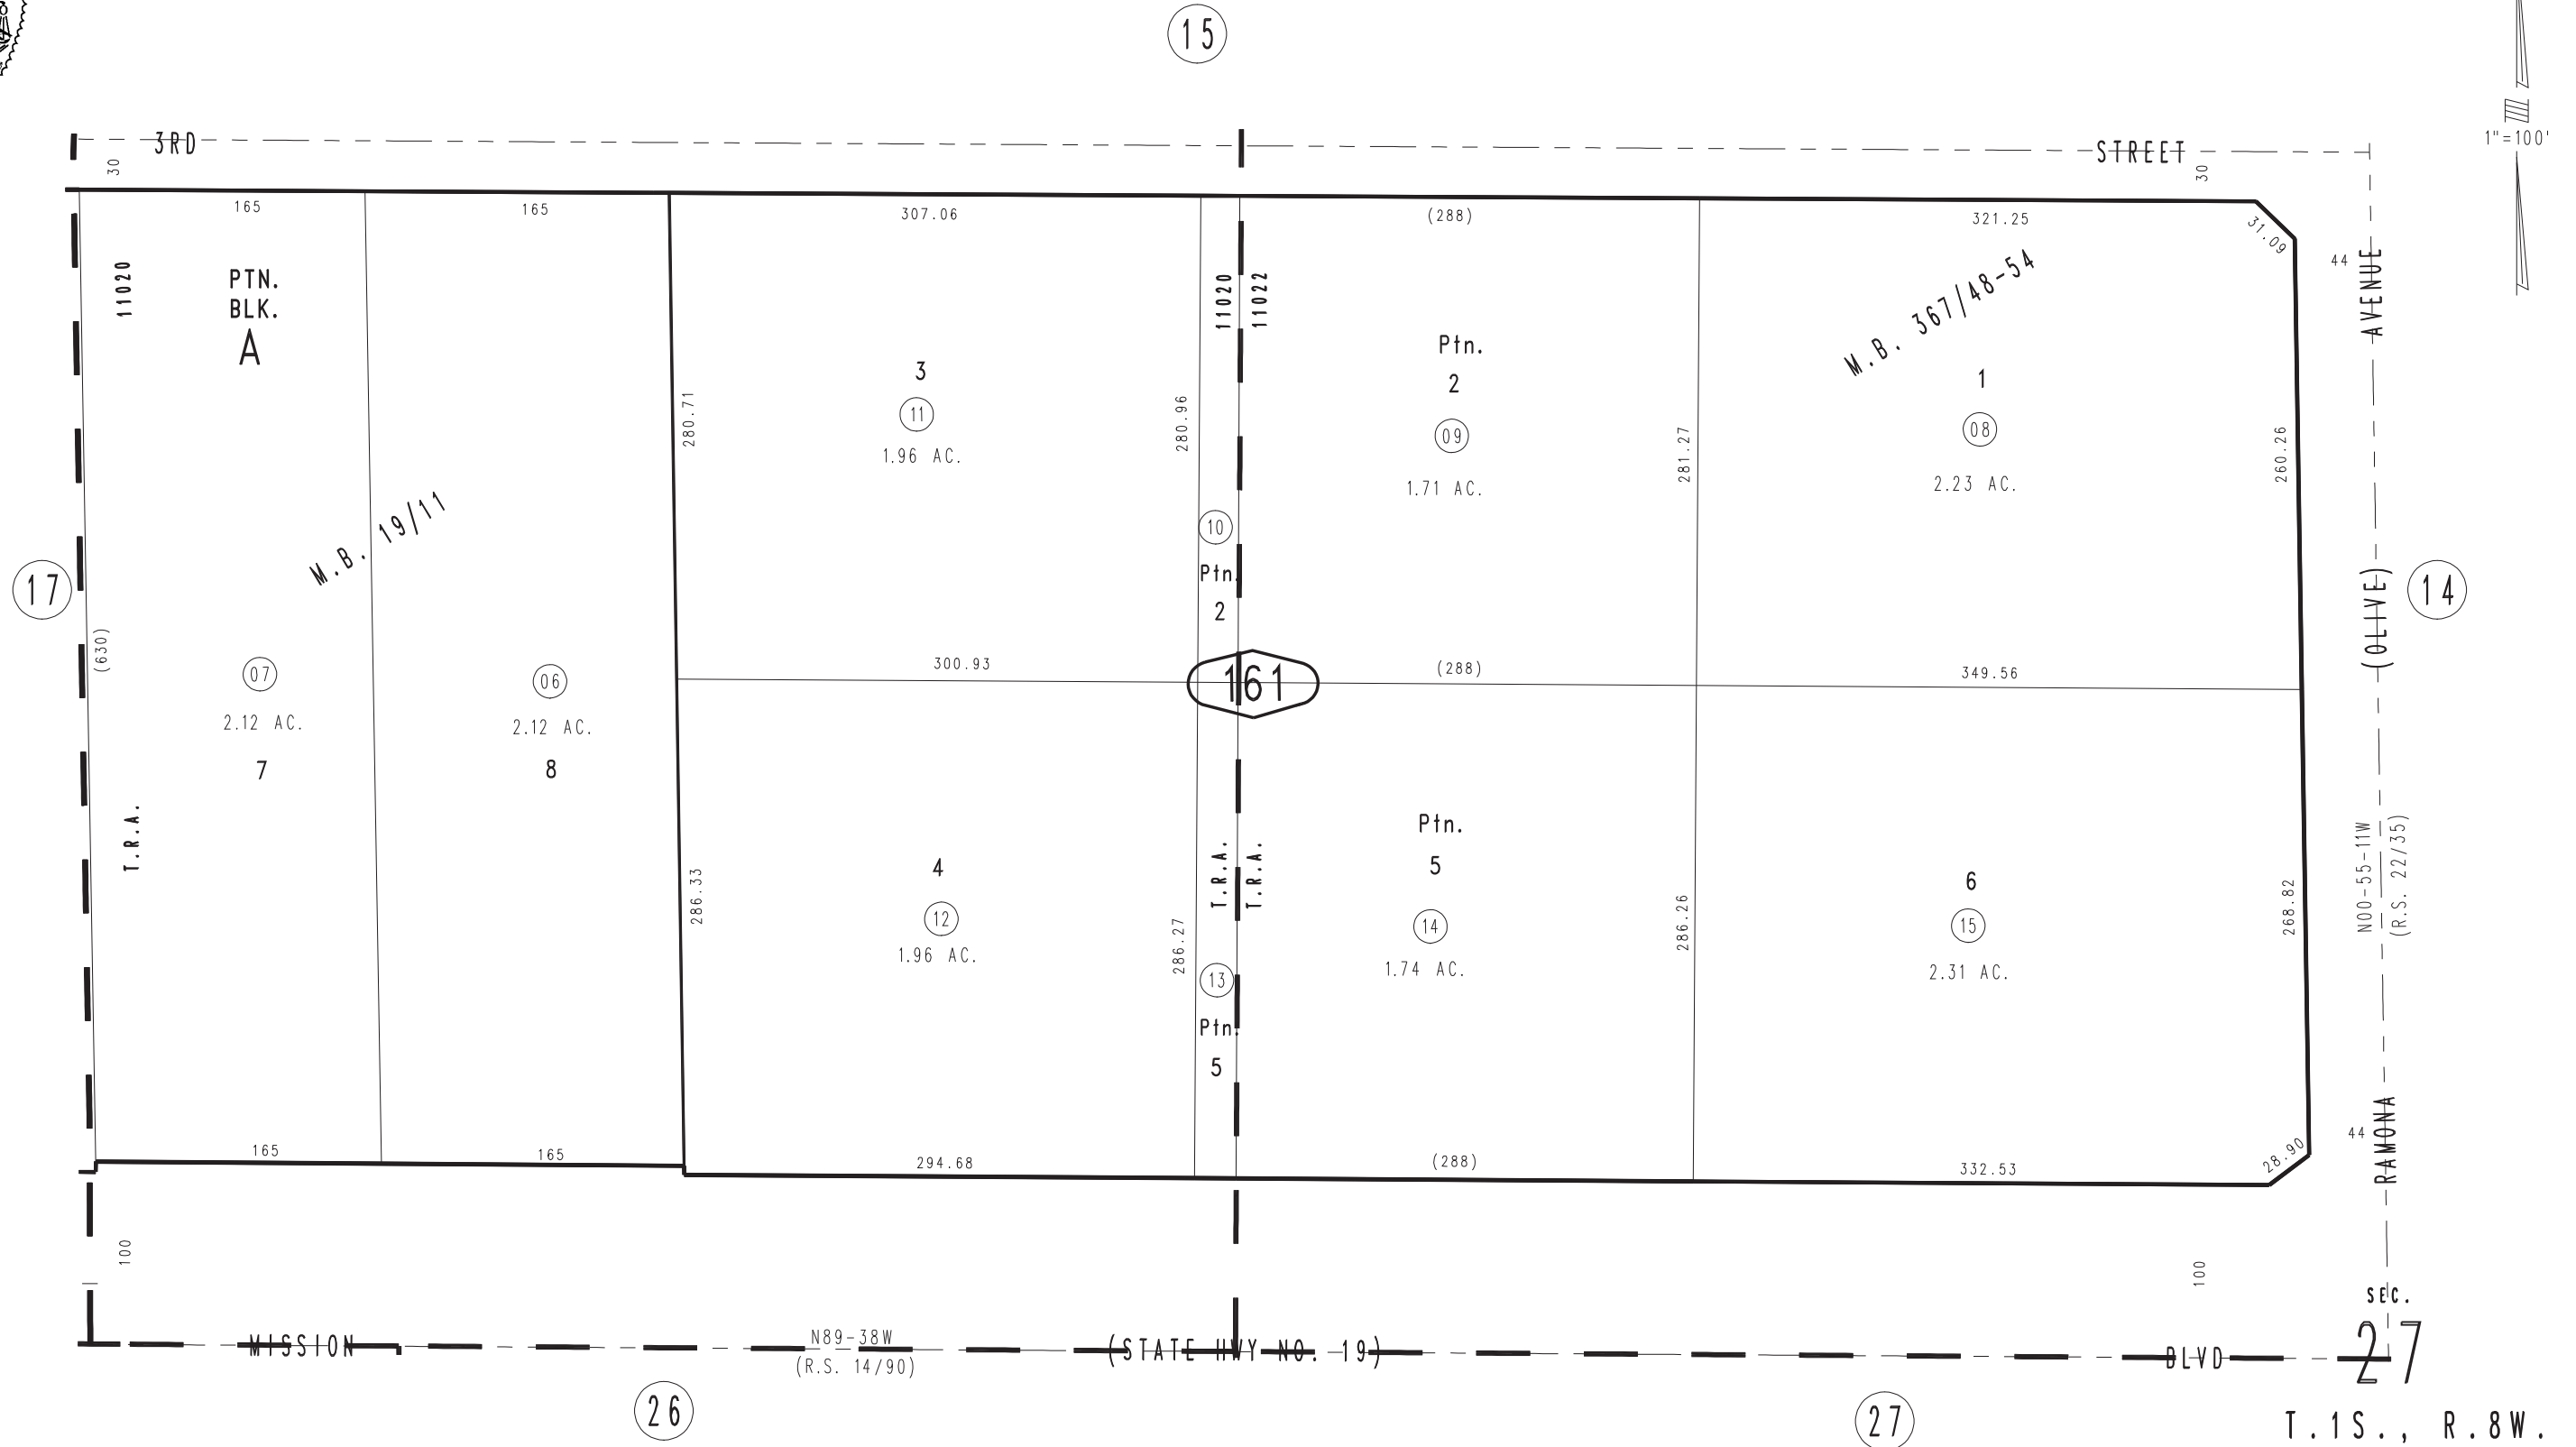 15
1"=100'
3RD
STREET
30
30
165
165
307.06
(288)
321.25
31.09
44
AVENUE
11020
PTN.
BLK.
A
11020
11022
M.B. 367/48-54
Ptn.
2
3
1
280.71
11
280.96
09
281.27
08
260.26
1.96 AC.
1.71 AC.
2.23 AC.
M.B. 19/11
10
Ptn.
2
17
(630)
(OLIVE)
14
07
06
300.93
161
(288)
349.56
2.12 AC.
2.12 AC.
7
8
T.R.A.
T.R.A.
T.R.A.
Ptn.
5
4
6
286.33
12
286.27
14
286.26
15
268.82
N00-55-11W
(R.S. 22/35)
1.96 AC.
1.74 AC.
2.31 AC.
13
Ptn.
5
RAMONA
44
165
165
294.68
(288)
332.53
28.90
100
100
SEC.
27
MISSION
N89-38W
(R.S. 14/90)
(STATE HWY NO. 19)
BLVD
26
27
T.1S., R.8W.